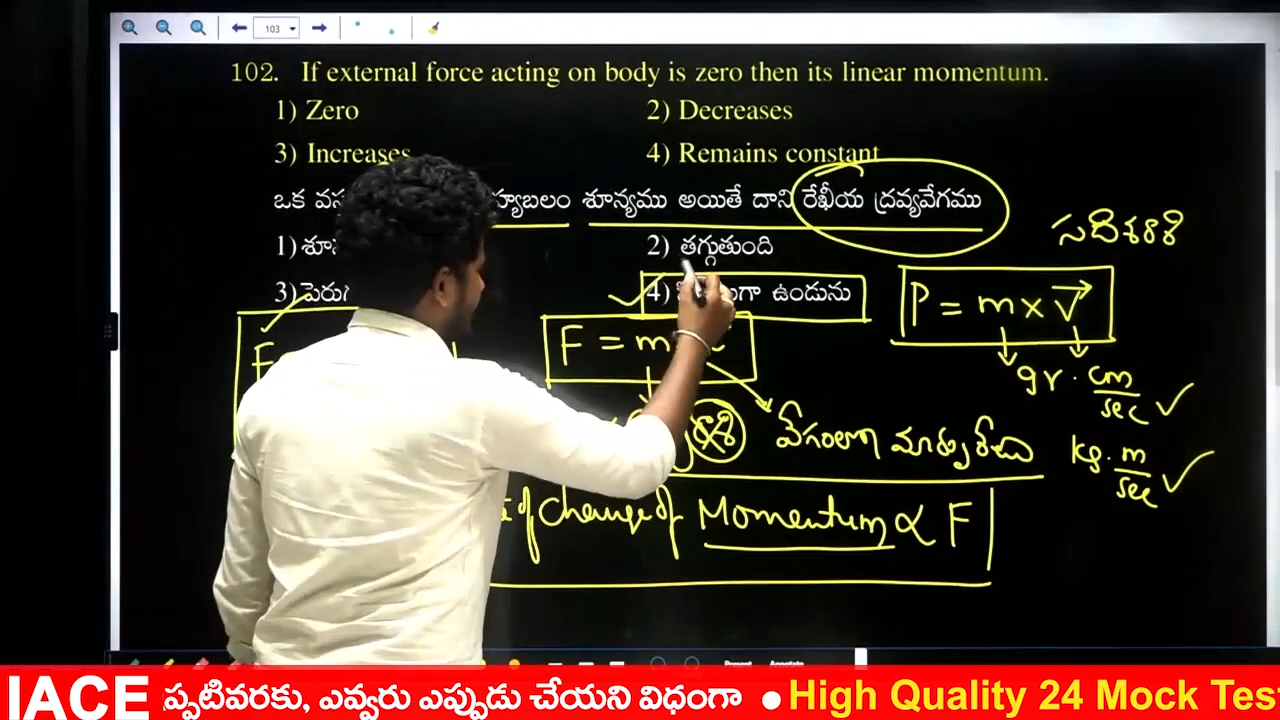 103
102. If external force acting on body is zero then its linear momentum.
1) Zero
2) Decreases
3) Increases
4) Remains constant
ఒక శూన్యము అయితే దాని రేఖీయ ద్రవ్యవేగము
1)
2) తగ్గుతుంది
3)
4) ఉండును
సదిశరాశి
P = m × V
gr . cm/sec ✓
kg . m/sec ✓
F = m
వేగంలో మార్పు రేటు
of change of Momentum ∝ F
Present Annotate
IACE ప్పటివరకు, ఎవ్వరు ఎప్పుడు చేయని విధంగా ● High Quality 24 Mock Tes